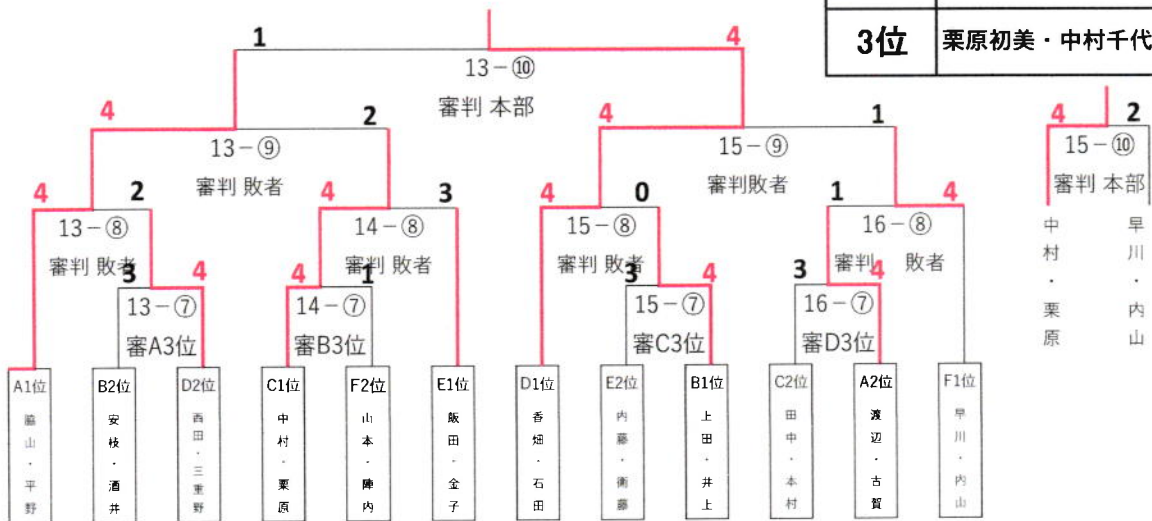 3位 栗原初美・中村千代
1 4
13－⑩
審判 本部
4 2 4 1 4 2
13－⑨ 15－⑨ 15－⑩
審判 敗者 審判敗者 審判 本部
4 2 4 3 4 0 1 4
13－⑧ 14－⑧ 15－⑧ 16－⑧
審判 敗者 審判 敗者 審判 敗者 審判 敗者
中村・栗原 早川・内山
3 4 4 1 3 4 3 4
13－⑦ 14－⑦ 15－⑦ 16－⑦
審A3位 審B3位 審C3位 審D3位
A1位 B2位 D2位 C1位 F2位 E1位 D1位 E2位 B1位 C2位 A2位 F1位
脇山・平野 安枝・酒井 西田・三重野 中村・栗原 山本・陣内 飯田・金子 香畑・石田 内藤・衛藤 上田・井上 田中・本村 渡辺・古賀 早川・内山